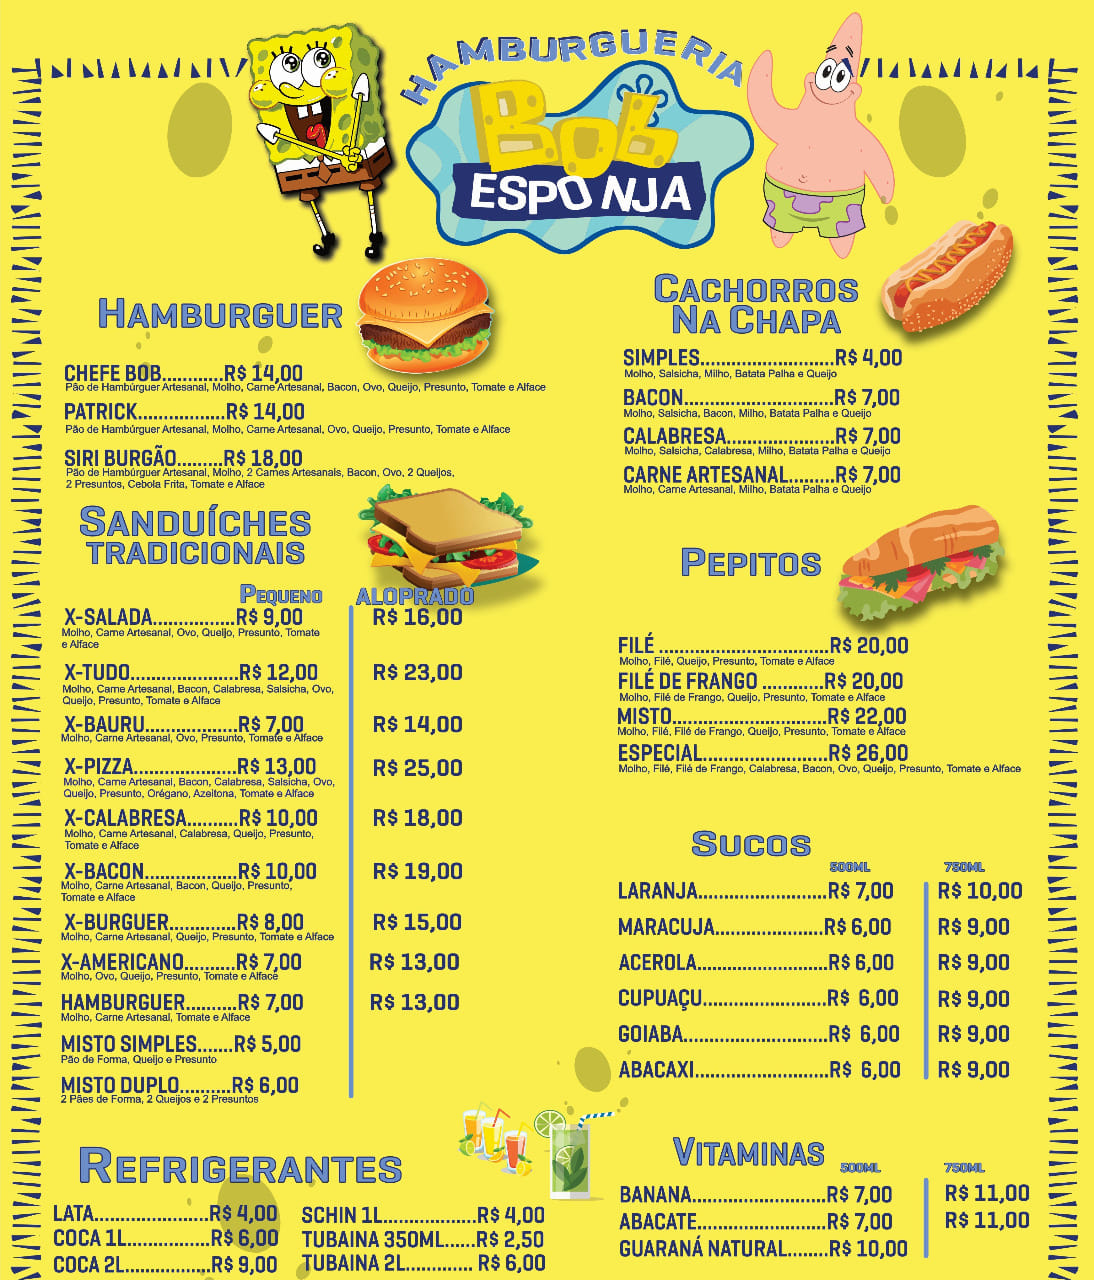 HAMBURGUERIA
Bob
ESPONJA
HAMBURGUER
CHEFE BOB............R$ 14,00
Pão de Hambúrguer Artesanal, Molho, Carne Artesanal, Bacon, Ovo, Queijo, Presunto, Tomate e Alface
PATRICK.................R$ 14,00
Pão de Hambúrguer Artesanal, Molho, Carne Artesanal, Ovo, Queijo, Presunto, Tomate e Alface
SIRI BURGÃO.........R$ 18,00
Pão de Hambúrguer Artesanal, Molho, 2 Carnes Artesanais, Bacon, Ovo, 2 Queijos,
2 Presuntos, Cebola Frita, Tomate e Alface
SANDUÍCHES
TRADICIONAIS
PEQUENO ALOPRADO
X-SALADA................R$ 9,00 R$ 16,00
Molho, Carne Artesanal, Ovo, Queijo, Presunto, Tomate
e Alface
X-TUDO.....................R$ 12,00 R$ 23,00
Molho, Carne Artesanal, Bacon, Calabresa, Salsicha, Ovo,
Queijo, Presunto, Tomate e Alface
X-BAURU..................R$ 7,00 R$ 14,00
Molho, Carne Artesanal, Ovo, Presunto, Tomate e Alface
X-PIZZA....................R$ 13,00 R$ 25,00
Molho, Carne Artesanal, Bacon, Calabresa, Salsicha, Ovo,
Queijo, Presunto, Orégano, Azeitona, Tomate e Alface
X-CALABRESA..........R$ 10,00 R$ 18,00
Molho, Carne Artesanal, Calabresa, Queijo, Presunto,
Tomate e Alface
X-BACON..................R$ 10,00 R$ 19,00
Molho, Carne Artesanal, Bacon, Queijo, Presunto,
Tomate e Alface
X-BURGUER.............R$ 8,00 R$ 15,00
Molho, Carne Artesanal, Queijo, Presunto, Tomate e Alface
X-AMERICANO..........R$ 7,00 R$ 13,00
Molho, Ovo, Queijo, Presunto, Tomate e Alface
HAMBURGUER..........R$ 7,00 R$ 13,00
Molho, Carne Artesanal, Tomate e Alface
MISTO SIMPLES.......R$ 5,00
Pão de Forma, Queijo e Presunto
MISTO DUPLO..........R$ 6,00
2 Pães de Forma, 2 Queijos e 2 Presuntos
REFRIGERANTES
LATA......................R$ 4,00
COCA 1L................R$ 6,00
COCA 2L.................R$ 9,00
SCHIN 1L..................R$ 4,00
TUBAINA 350ML......R$ 2,50
TUBAINA 2L............. R$ 6,00
CACHORROS
NA CHAPA
SIMPLES..........................R$ 4,00
Molho, Salsicha, Milho, Batata Palha e Queijo
BACON.............................R$ 7,00
Molho, Salsicha, Bacon, Milho, Batata Palha e Queijo
CALABRESA.....................R$ 7,00
Molho, Salsicha, Calabresa, Milho, Batata Palha e Queijo
CARNE ARTESANAL.........R$ 7,00
Molho, Carne Artesanal, Milho, Batata Palha e Queijo
PEPITOS
FILÉ .................................R$ 20,00
Molho, Filé, Queijo, Presunto, Tomate e Alface
FILÉ DE FRANGO ............R$ 20,00
Molho, Filé de Frango, Queijo, Presunto, Tomate e Alface
MISTO..............................R$ 22,00
Molho, Filé, Filé de Frango, Queijo, Presunto, Tomate e Alface
ESPECIAL........................R$ 26,00
Molho, Filé, Filé de Frango, Calabresa, Bacon, Ovo, Queijo, Presunto, Tomate e Alface
SUCOS
500ML 750ML
LARANJA.........................R$ 7,00 R$ 10,00
MARACUJA.....................R$ 6,00 R$ 9,00
ACEROLA.........................R$ 6,00 R$ 9,00
CUPUAÇU........................R$ 6,00 R$ 9,00
GOIABA............................R$ 6,00 R$ 9,00
ABACAXI..........................R$ 6,00 R$ 9,00
VITAMINAS
500ML 750ML
BANANA..........................R$ 7,00 R$ 11,00
ABACATE.........................R$ 7,00 R$ 11,00
GUARANÁ NATURAL........R$ 10,00